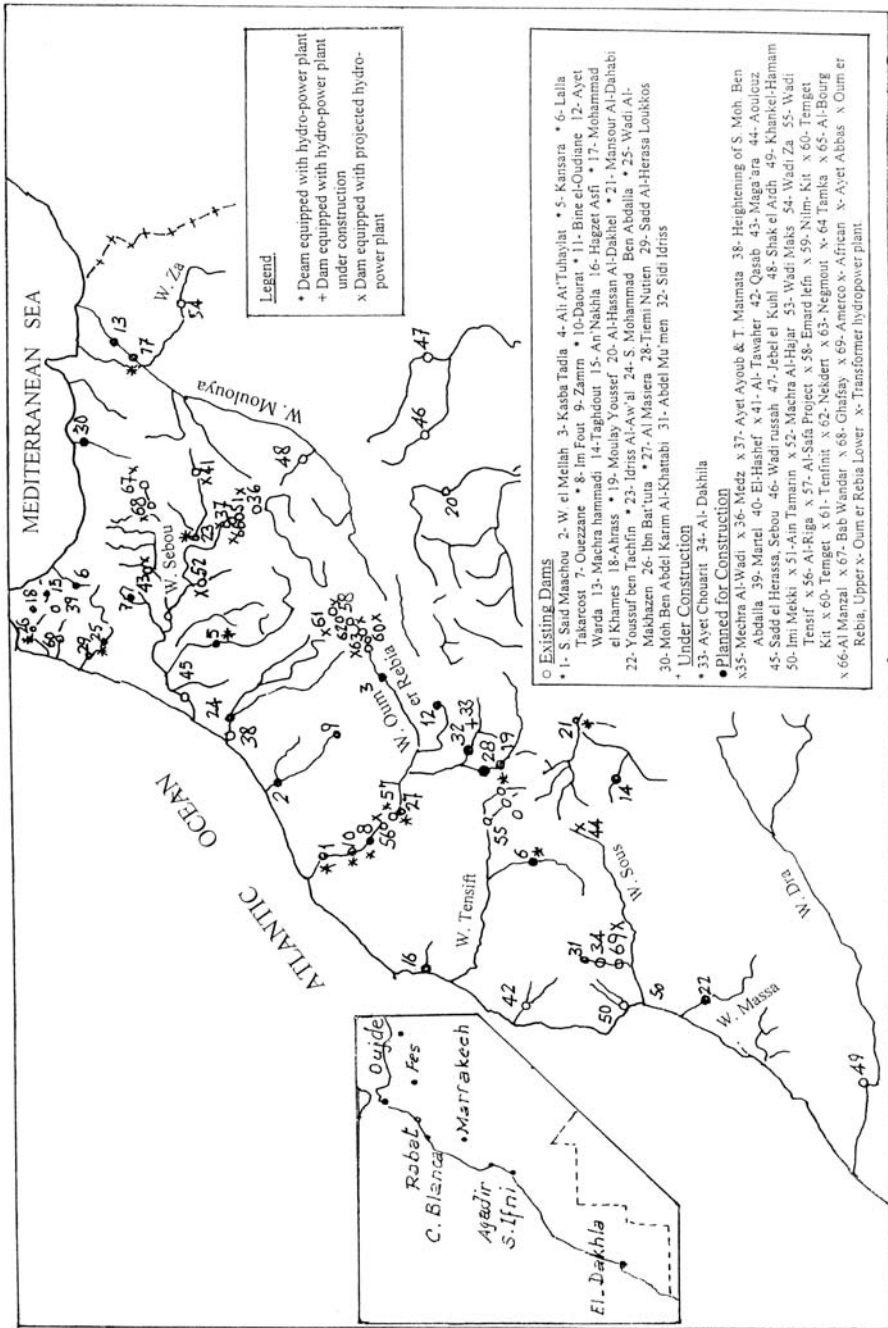 MEDITERRANEAN SEA
ATLANTIC OCEAN
W. Za
W. Moulouya
W. Sebou
W. Oum
er Rebia
W. Tensift
W. Sous
W. Massa
W. Dra
Oujde
Fes
Rabat
C. Blanca
Marrakech
Agadir
S. Ifni
El-Dakhla
Legend
* Deam equipped with hydro-power plant
+ Dam equipped with hydro-power plant
under construction
x Dam equipped with projected hydro-
power plant
o Existing Dams
* 1- S. Said Maachou 2- W. el Mellah 3- Kasba Tadla 4- Ali At'Tuhaylat * 5- Kansara * 6- Lalla
Takarcost 7- Ouezzane * 8- Im Fout 9- Zamrn * 10-Daourat * 11- Bine el-Oudiane 12- Ayet
Warda 13- Machra hammadi 14-Taghdout 15- An'Nakhla 16- Hagzet Asfi * 17- Mohammad
el Khames 18-Ahrass * 19- Moulay Youssef 20- Al-Hassan Al-Dakhel * 21- Mansour Al-Dahabi
22- Youssuf ben Tachfin * 23- Idriss Al-Aw'al 24- S. Mohammad Ben Abdalla * 25- Wadi Al-
Makhazen 26- Ibn Bat'tuta * 27- Al Masiera 28-Tiemi Nutien 29- Sadd Al-Herasa Loukkos
30- Moh Ben Abdel Karim Al-Khattabi 31- Abdel Mu'men 32- Sidi Idriss
+ Under Construction
* 33- Ayet Chouarit 34- Al- Dakhila
●Planned for Construction
x35- Mechra Al-Wadi x 36- Medz x 37- Ayet Ayoub & T. Matmata 38- Heightening of S. Moh Ben
Abdalla 39- Martel 40- El-Hashef x 41- Al- Tawaher 42- Qasab 43- Maga'ara 44- Aoulouz
45- Sadd el Herassa, Sebou 46- Wadi russah 47- Jebel el Kuhl 48- Shak el Ardh 49- Khankel-Hamam
50- Imi Mekki x 51-Ain Tamarin x 52- Machra Al-Hajar 53- Wadi Maks 54- Wadi Za 55- Wadi
Tensif x 56- Al-Riga x 57- Al-Safa Project x 58- Emard Iefn x 59- Nilm- Kit x 60- Temget
Kit x 60- Temget x 61- Tenfinit x 62- Nekdert x 63- Negmout x- 64 Tamka x 65- Al-Bourg
x 66-Al Manzal x 67- Bab Wandar x 68- Ghafsay x 69- Amerco x- African x- Ayet Abbas x Oum er
Rebia, Upper x- Oum er Rebia Lower x- Transformer hydropower plant